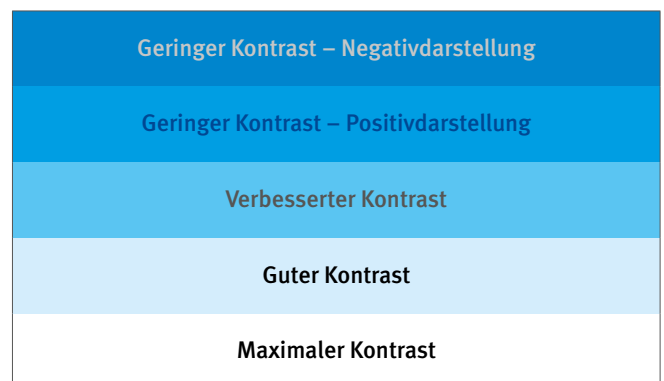 Geringer Kontrast – Negativdarstellung
Geringer Kontrast – Positivdarstellung
Verbesserter Kontrast
Guter Kontrast
Maximaler Kontrast